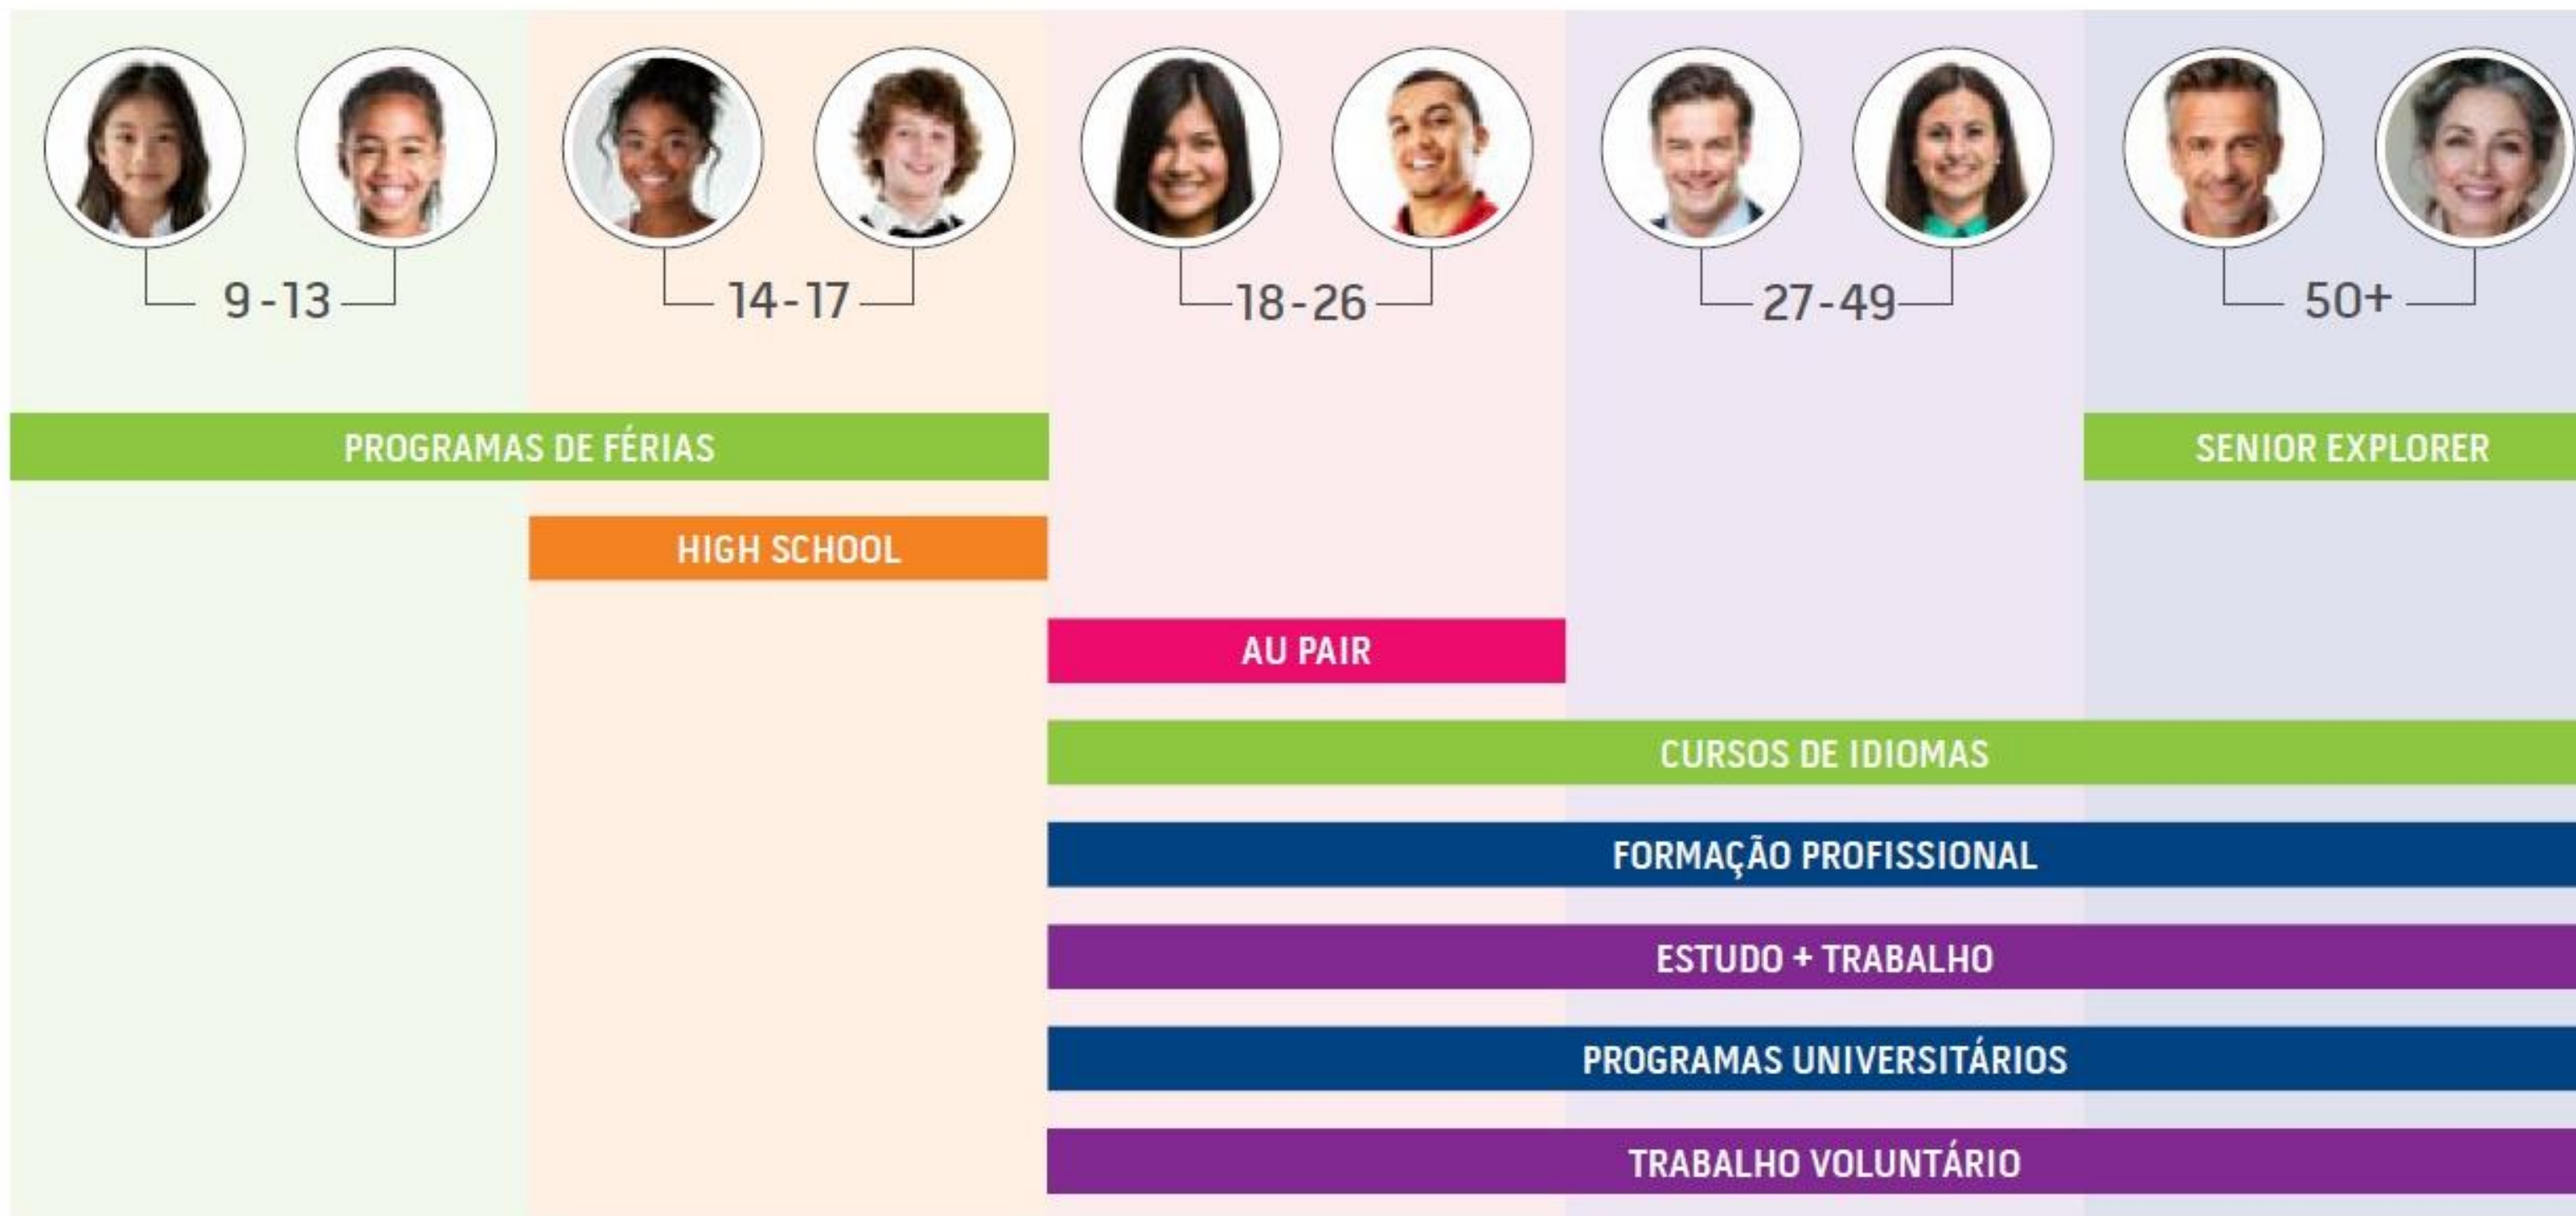 9-13
14-17
18-26
27-49
50+
PROGRAMAS DE FÉRIAS
SENIOR EXPLORER
HIGH SCHOOL
AU PAIR
CURSOS DE IDIOMAS
FORMAÇÃO PROFISSIONAL
ESTUDO + TRABALHO
PROGRAMAS UNIVERSITÁRIOS
TRABALHO VOLUNTÁRIO